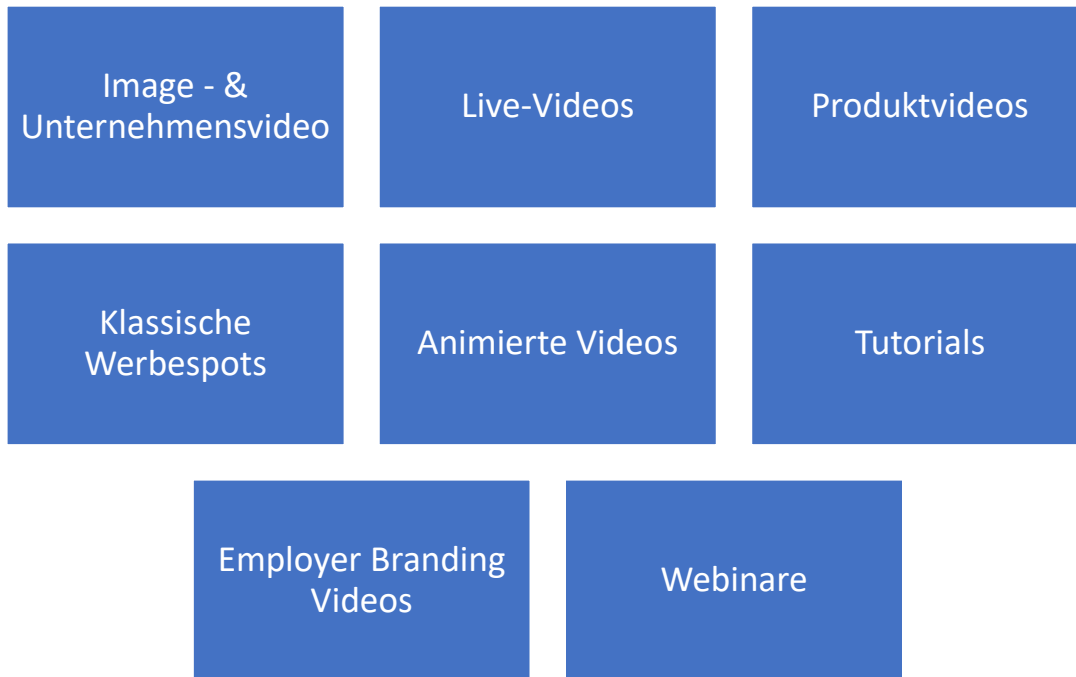 Image - &
Unternehmensvideo
Live-Videos
Produktvideos
Klassische
Werbespots
Animierte Videos
Tutorials
Employer Branding
Videos
Webinare